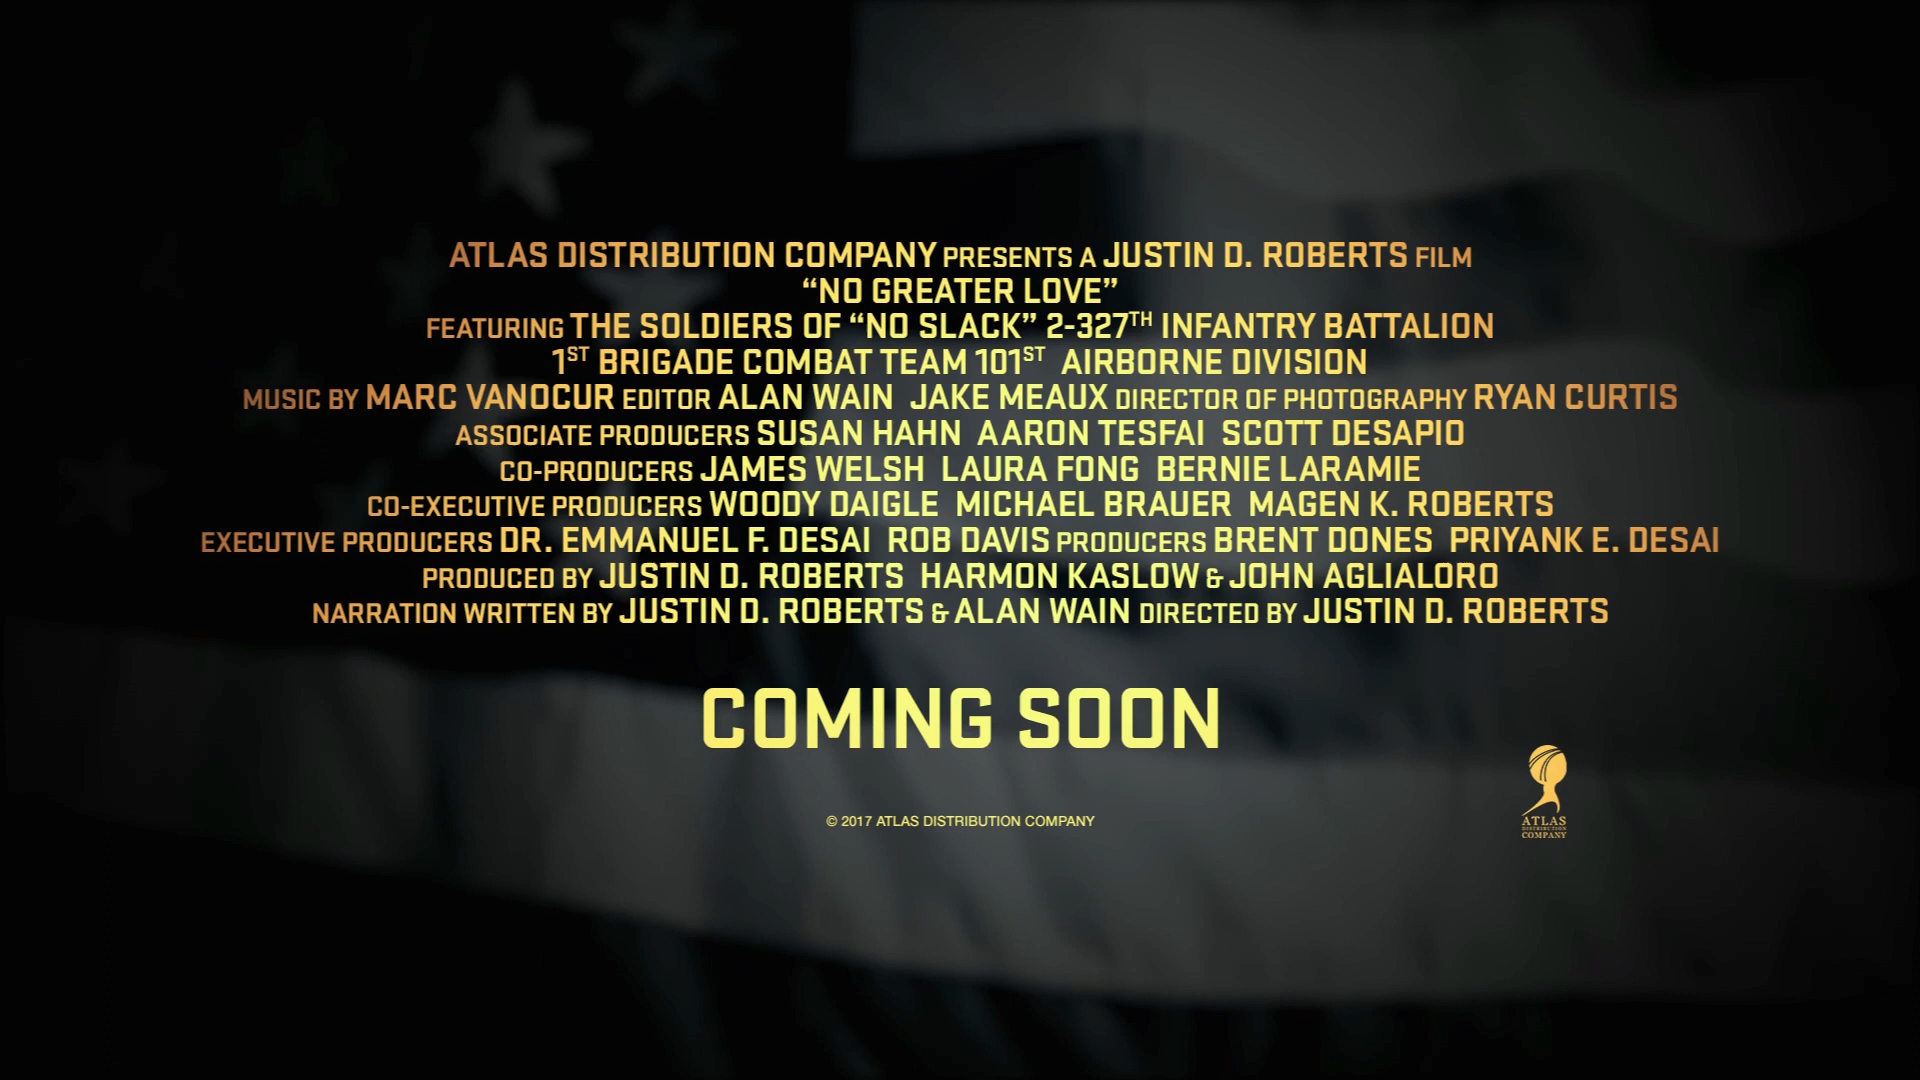 ATLAS DISTRIBUTION COMPANY PRESENTS A JUSTIN D. ROBERTS FILM
“NO GREATER LOVE”
FEATURING THE SOLDIERS OF “NO SLACK” 2-327TH INFANTRY BATTALION
1ST BRIGADE COMBAT TEAM 101ST AIRBORNE DIVISION
MUSIC BY MARC VANOCUR EDITOR ALAN WAIN JAKE MEAUX DIRECTOR OF PHOTOGRAPHY RYAN CURTIS
ASSOCIATE PRODUCERS SUSAN HAHN AARON TESFAI SCOTT DESAPIO
CO-PRODUCERS JAMES WELSH LAURA FONG BERNIE LARAMIE
CO-EXECUTIVE PRODUCERS WOODY DAIGLE MICHAEL BRAUER MAGEN K. ROBERTS
EXECUTIVE PRODUCERS DR. EMMANUEL F. DESAI ROB DAVIS PRODUCERS BRENT DONES PRIYANK E. DESAI
PRODUCED BY JUSTIN D. ROBERTS HARMON KASLOW & JOHN AGLIALORO
NARRATION WRITTEN BY JUSTIN D. ROBERTS & ALAN WAIN DIRECTED BY JUSTIN D. ROBERTS
COMING SOON
© 2017 ATLAS DISTRIBUTION COMPANY
ATLAS
DISTRIBUTION
COMPANY